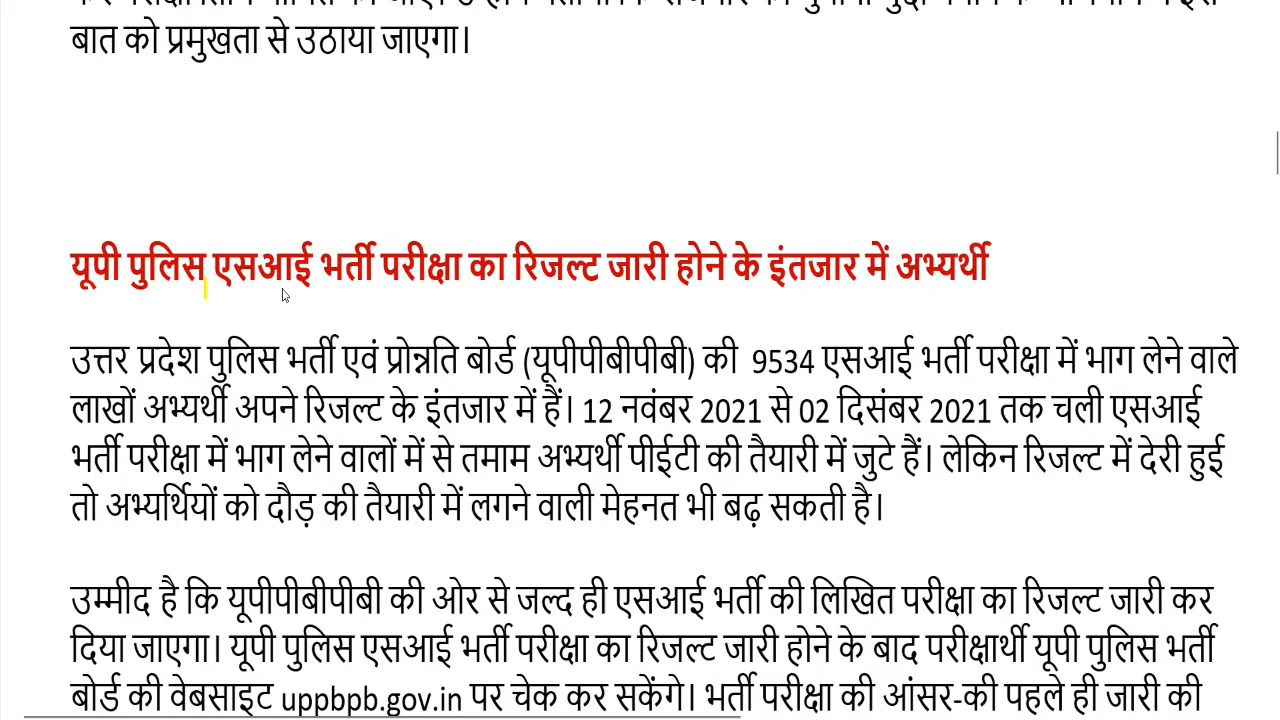 बात को प्रमुखता से उठाया जाएगा।
यूपी पुलिस एसआई भर्ती परीक्षा का रिजल्ट जारी होने के इंतजार में अभ्यर्थी
उत्तर प्रदेश पुलिस भर्ती एवं प्रोन्नति बोर्ड (यूपीपीबीपीबी) की 9534 एसआई भर्ती परीक्षा में भाग लेने वाले
लाखों अभ्यर्थी अपने रिजल्ट के इंतजार में हैं। 12 नवंबर 2021 से 02 दिसंबर 2021 तक चली एसआई
भर्ती परीक्षा में भाग लेने वालों में से तमाम अभ्यर्थी पीईटी की तैयारी में जुटे हैं। लेकिन रिजल्ट में देरी हुई
तो अभ्यर्थियों को दौड़ की तैयारी में लगने वाली मेहनत भी बढ़ सकती है।
उम्मीद है कि यूपीपीबीपीबी की ओर से जल्द ही एसआई भर्ती की लिखित परीक्षा का रिजल्ट जारी कर
दिया जाएगा। यूपी पुलिस एसआई भर्ती परीक्षा का रिजल्ट जारी होने के बाद परीक्षार्थी यूपी पुलिस भर्ती
बोर्ड की वेबसाइट uppbpb.gov.in पर चेक कर सकेंगे। भर्ती परीक्षा की आंसर-की पहले ही जारी की